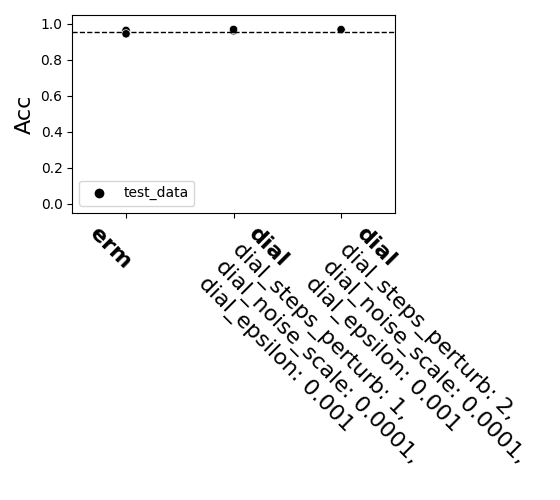 1.0
0.8
0.6
0.4
0.2
0.0
Acc
test_data
erm
dial
dial_steps_perturb: 1,
dial_noise_scale: 0.0001,
dial_epsilon: 0.001
dial
dial_steps_perturb: 2,
dial_noise_scale: 0.0001,
dial_epsilon: 0.001